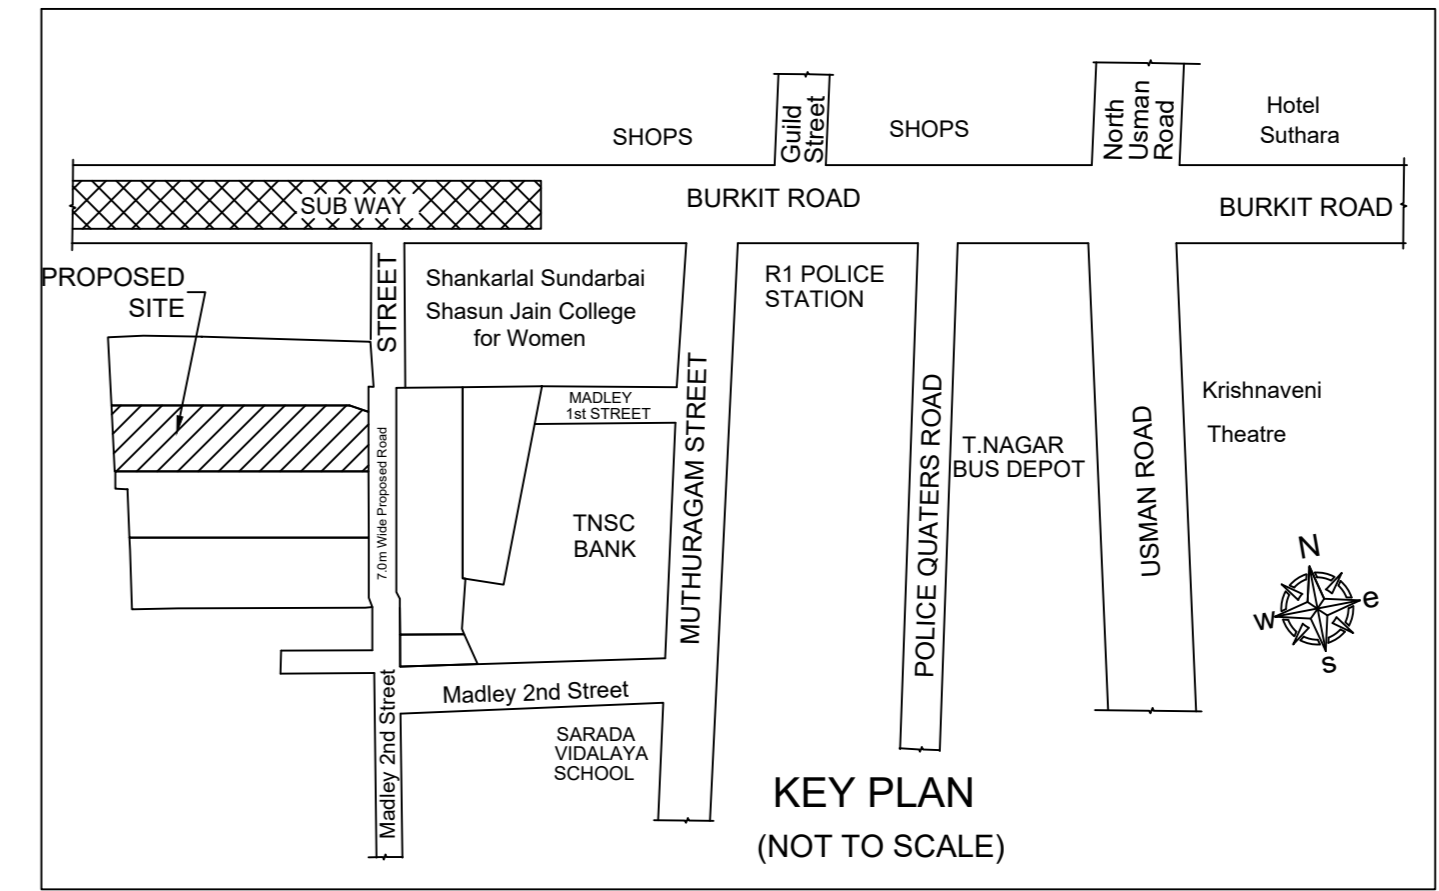 Guild
Street
North
Usman
Road
Hotel
Suthara
SHOPS
SHOPS
SUB WAY
BURKIT ROAD
BURKIT ROAD
PROPOSED
SITE
STREET
Shankarlal Sundarbai
Shasun Jain College
for Women
R1 POLICE
STATION
MADLEY
1st STREET
MUTHURAGAM STREET
POLICE QUATERS ROAD
T.NAGAR
BUS DEPOT
USMAN ROAD
Krishnaveni
Theatre
7.0m Wide Proposed Road
TNSC
BANK
N
e
w
s
Madley 2nd Street
Madley 2nd Street
SARADA
VIDALAYA
SCHOOL
KEY PLAN
(NOT TO SCALE)